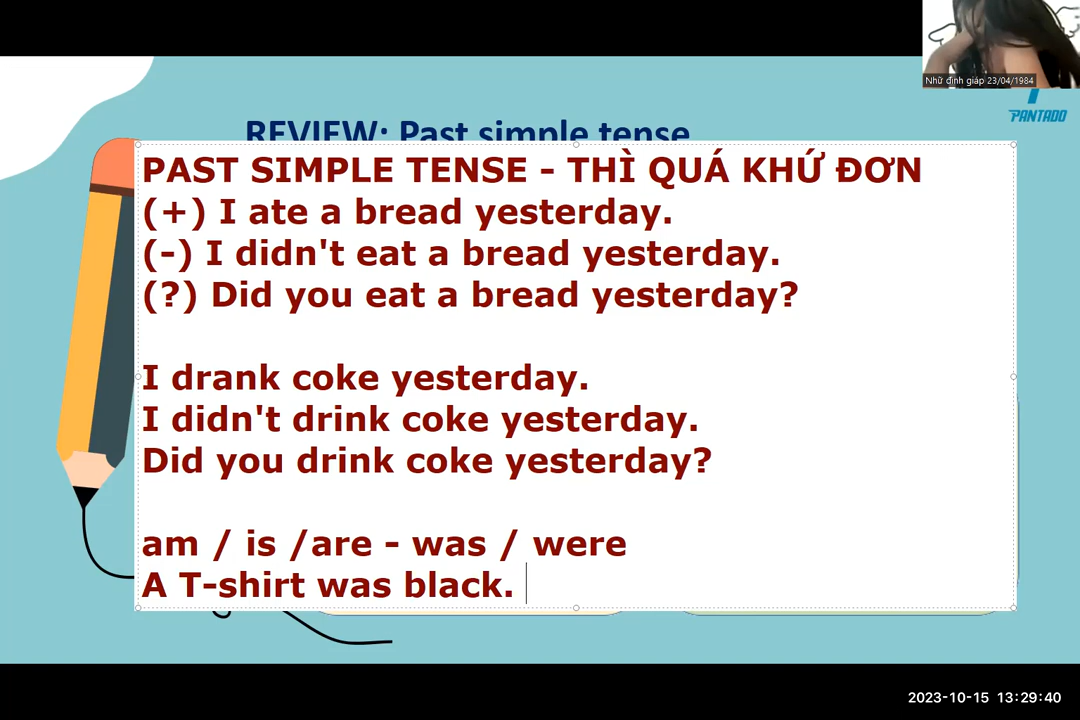 Nhữ đình giáp 23/04/1984
PANTADO
REVIEW: Past simple tense
PAST SIMPLE TENSE - THÌ QUÁ KHỨ ĐƠN
(+) I ate a bread yesterday.
(-) I didn't eat a bread yesterday.
(?) Did you eat a bread yesterday?
I drank coke yesterday.
I didn't drink coke yesterday.
Did you drink coke yesterday?
am / is /are - was / were
A T-shirt was black.
2023-10-15 13:29:40